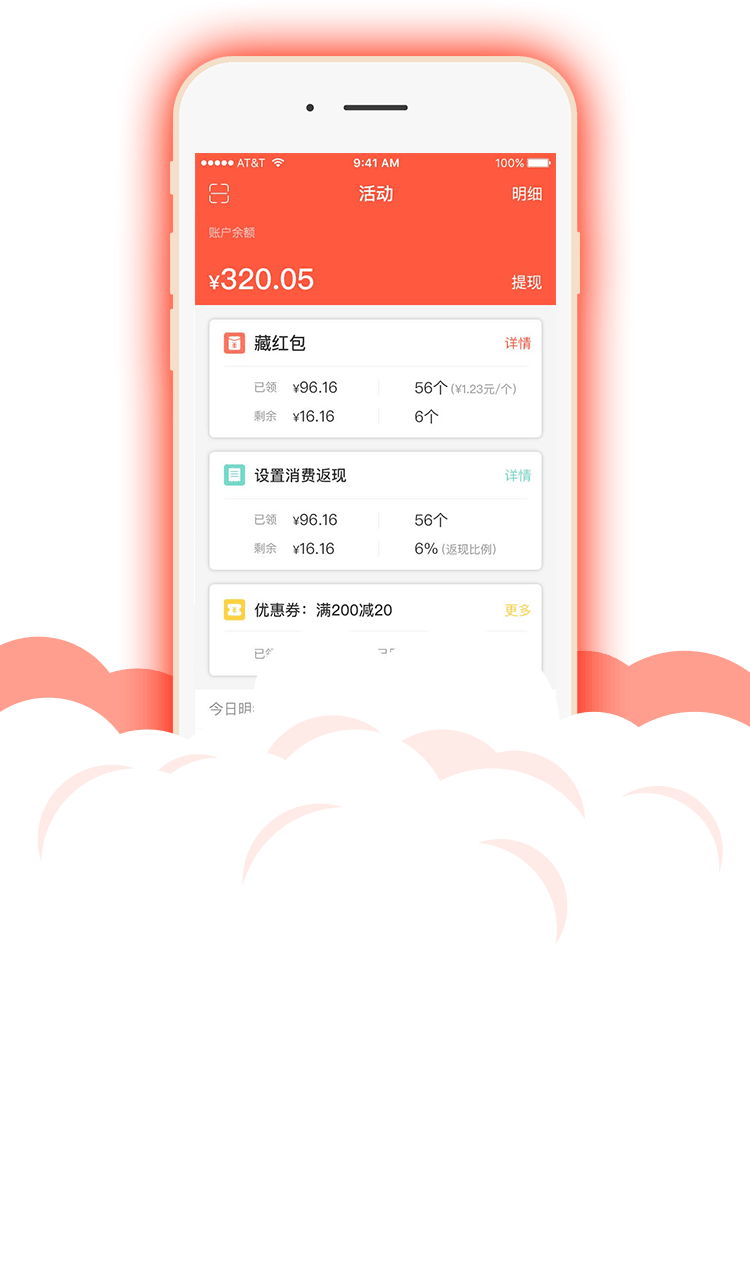 AT&T 9:41 AM 100%
活动 明细
账户余额
¥320.05 提现
藏红包 详情
已领 ¥96.16 56个 (¥1.23元/个)
剩余 ¥16.16 6个
设置消费返现 详情
已领 ¥96.16 56个
剩余 ¥16.16 6% (返现比例)
优惠券：满200减20 更多
今日明